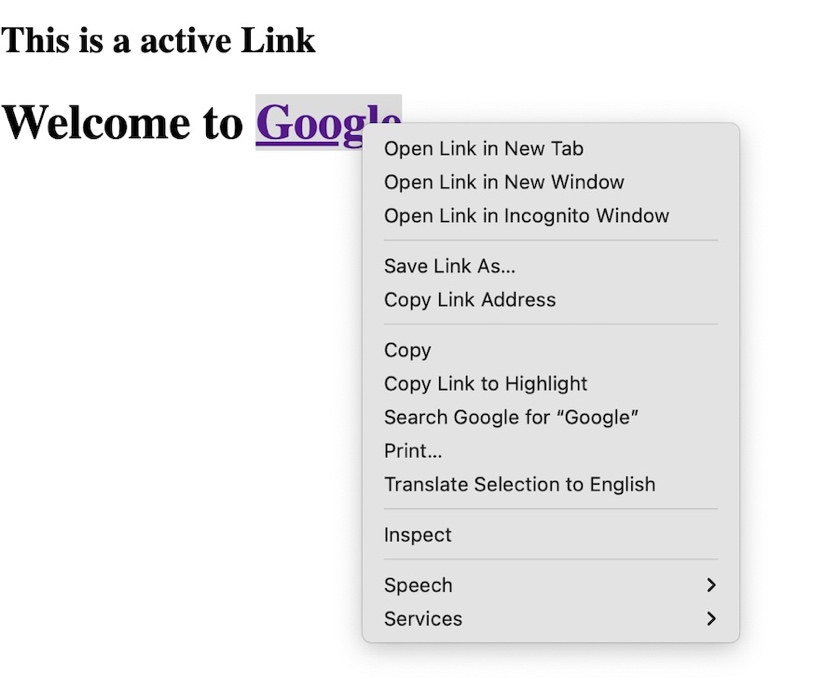 This is a active Link
Welcome to Google
Open Link in New Tab
Open Link in New Window
Open Link in Incognito Window
Save Link As...
Copy Link Address
Copy
Copy Link to Highlight
Search Google for “Google”
Print...
Translate Selection to English
Inspect
Speech
Services